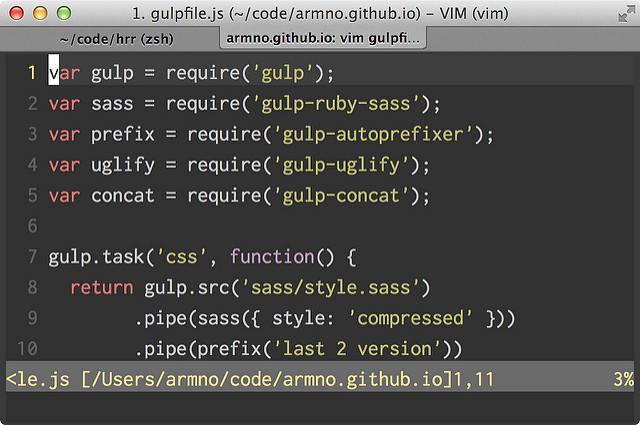 1. gulpfile.js (~/code/armno.github.io) – VIM (vim)
~/code/hrr (zsh) armno.github.io: vim gulpfi...
1 var gulp = require('gulp');
2 var sass = require('gulp-ruby-sass');
3 var prefix = require('gulp-autoprefixer');
4 var uglify = require('gulp-uglify');
5 var concat = require('gulp-concat');
6
7 gulp.task('css', function() {
8   return gulp.src('sass/style.sass')
9         .pipe(sass({ style: 'compressed' }))
10         .pipe(prefix('last 2 version'))
<le.js [/Users/armno/code/armno.github.io]1,11 3%